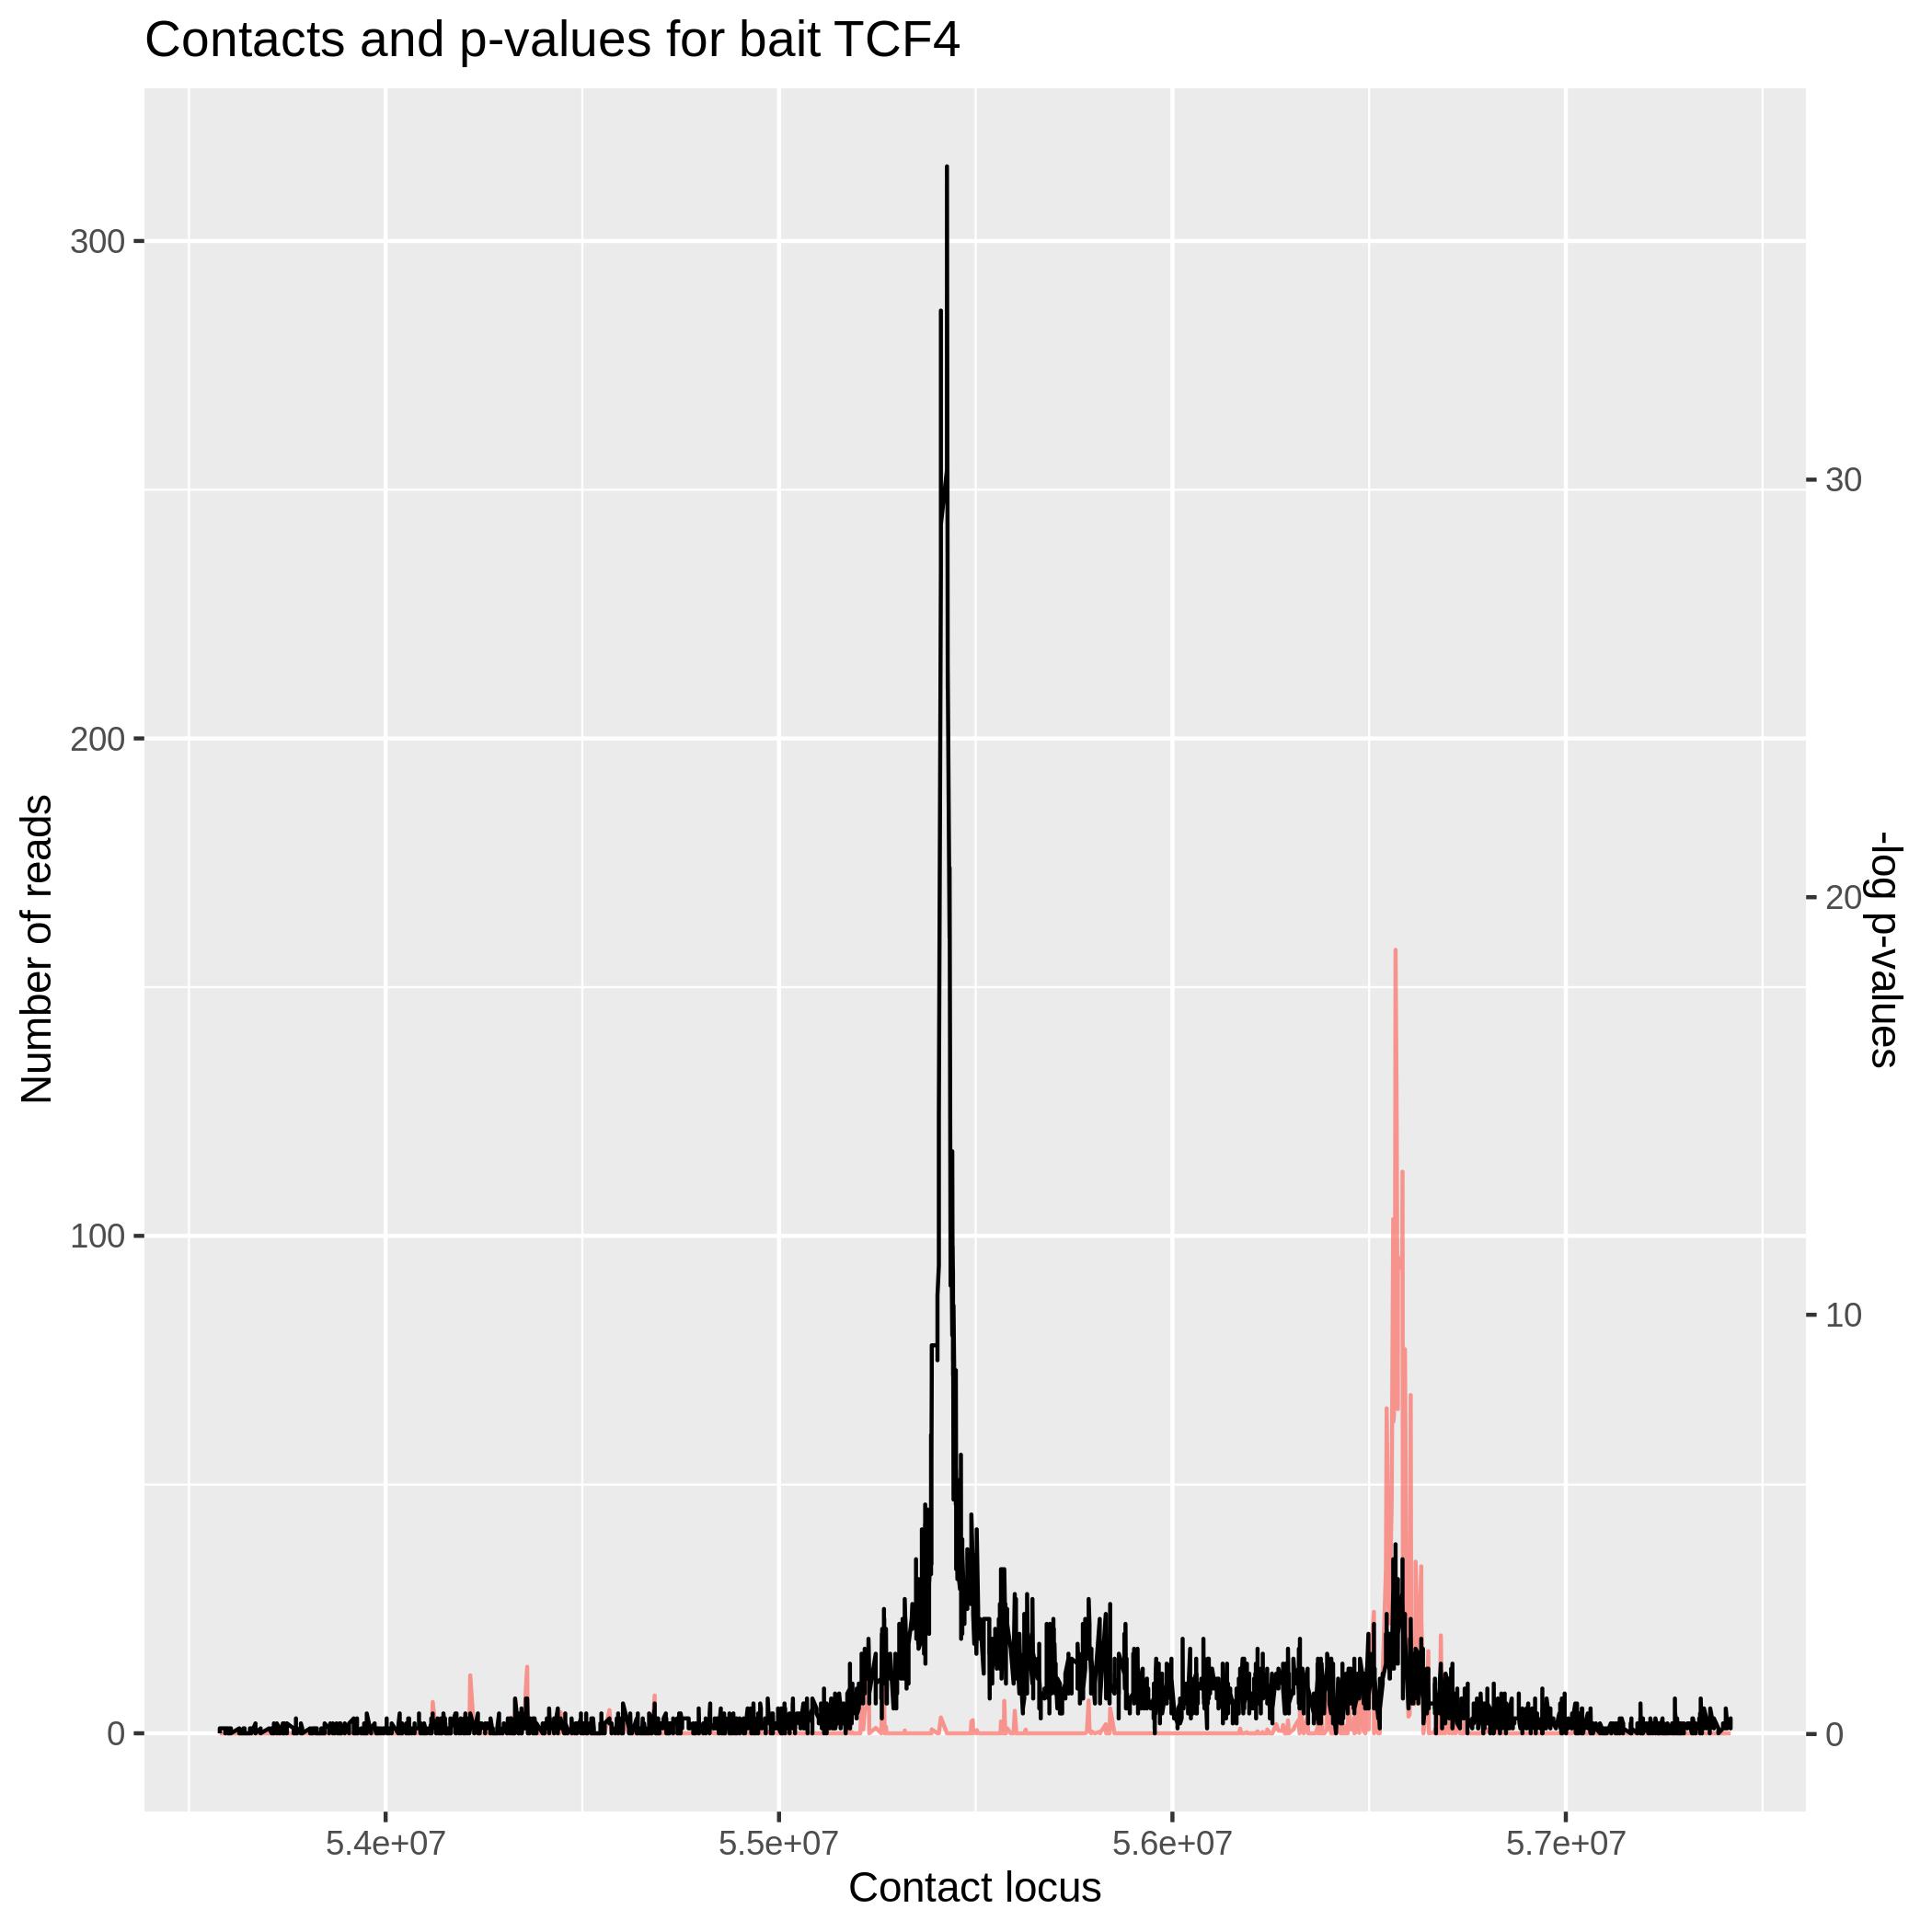 Contacts and p-values for bait TCF4
Number of reads
300
200
100
0
30
20
10
0
-log p-values
5.4e+07 5.5e+07 5.6e+07 5.7e+07
Contact locus